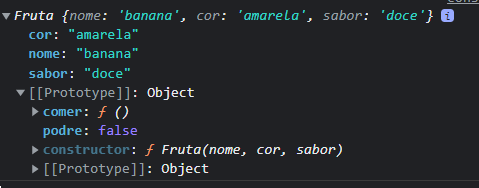 Fruta {nome: 'banana', cor: 'amarela', sabor: 'doce'} i
cor: "amarela"
nome: "banana"
sabor: "doce"
[[Prototype]]: Object
comer: ƒ ()
podre: false
constructor: ƒ Fruta(nome, cor, sabor)
[[Prototype]]: Object